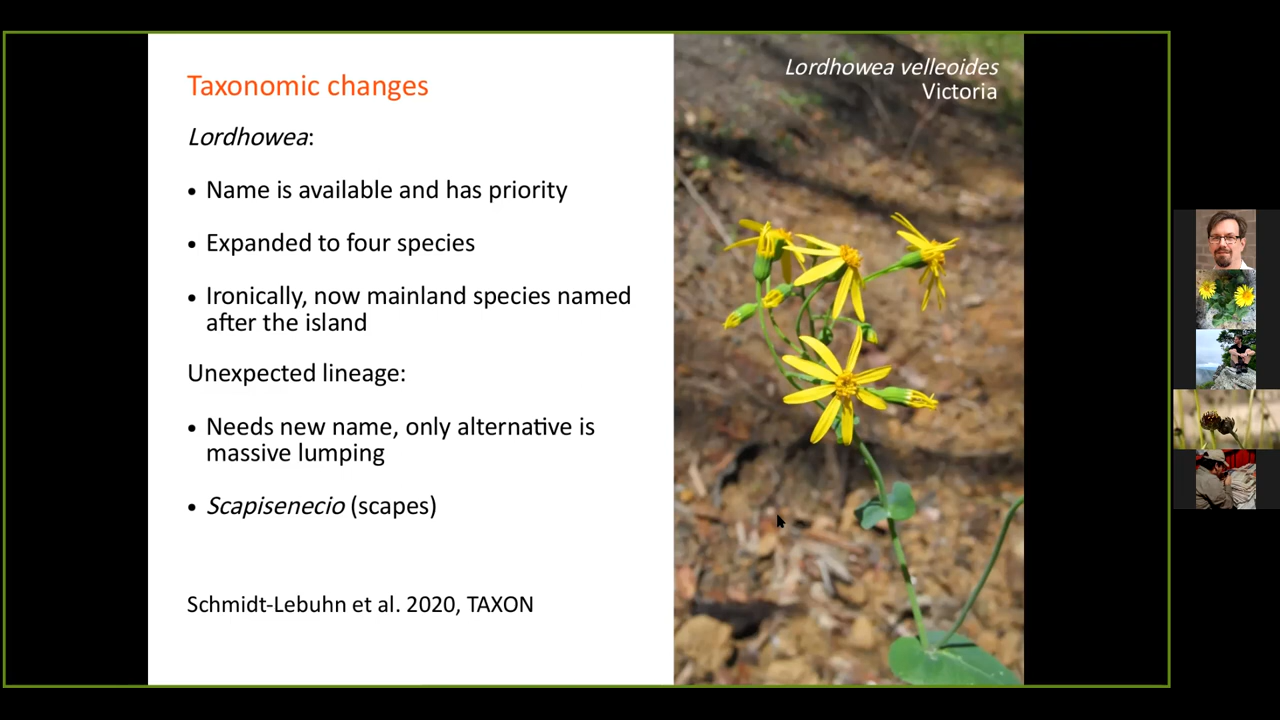 Taxonomic changes
Lordhowea:
• Name is available and has priority
• Expanded to four species
• Ironically, now mainland species named
after the island
Unexpected lineage:
• Needs new name, only alternative is
massive lumping
• Scapisenecio (scapes)
Schmidt-Lebuhn et al. 2020, TAXON
Lordhowea velleoides
Victoria